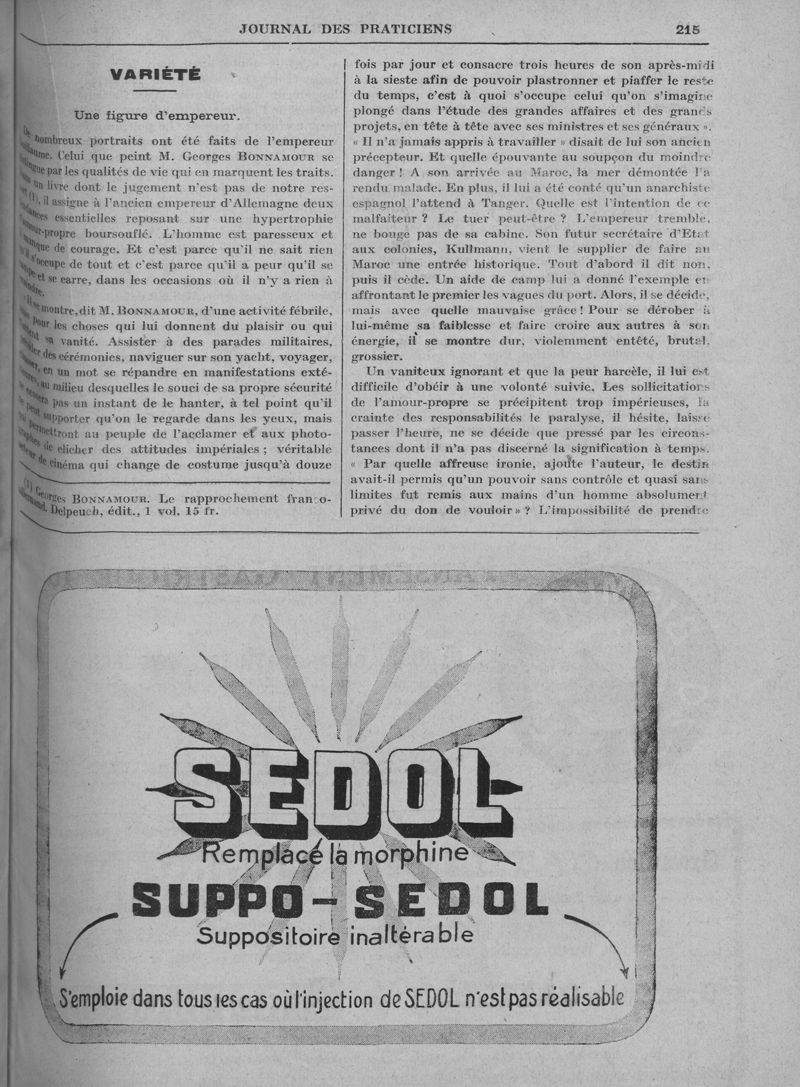 JOURNAL DES PRATICIENS 215
VARIÉTÉ
Une figure d'empereur.
nombreux portraits ont été faits de l'empereur
Celui que peint M. Georges BONNAMOUR se
par les qualités de vie qui en marquent les traits.
un livre dont le jugement n'est pas de notre res-
(1), il assigne à l'ancien empereur d'Allemagne deux
essentielles reposant sur une hypertrophie
-propre boursouflé. L'homme est paresseux et
de courage. Et c'est parce qu'il ne sait rien
s'occupe de tout et c'est parce qu'il a peur qu'il se
et se carre, dans les occasions où il n'y a rien à
se montre, dit M. BONNAMOUR, d'une activité fébrile,
pour les choses qui lui donnent du plaisir ou qui
sa vanité. Assister à des parades militaires,
des cérémonies, naviguer sur son yacht, voyager,
en un mot se répandre en manifestations exté-
au milieu desquelles le souci de sa propre sécurité
pas un instant de le hanter, à tel point qu'il
peut supporter qu'on le regarde dans les yeux, mais
permettront au peuple de l'acclamer et aux photo-
de clicher des attitudes impériales ; véritable
de cinéma qui change de costume jusqu'à douze
(1) Georges BONNAMOUR. Le rapprochement franco-
Delpeuch, édit., 1 vol. 15 fr.
fois par jour et consacre trois heures de son après-midi
à la sieste afin de pouvoir plastronner et piaffer le reste
du temps, c'est à quoi s'occupe celui qu'on s'imagine
plongé dans l'étude des grandes affaires et des grands
projets, en tête à tête avec ses ministres et ses généraux ».
« Il n'a jamais appris à travailler » disait de lui son ancien
précepteur. Et quelle épouvante au soupçon du moindre
danger ! A son arrivée au Maroc, la mer démontée l'a
rendu malade. En plus, il lui a été conté qu'un anarchiste
espagnol l'attend à Tanger. Quelle est l'intention de ce
malfaiteur ? Le tuer peut-être ? L'empereur tremble,
ne bouge pas de sa cabine. Son futur secrétaire d'Etat
aux colonies, Kullmann, vient le supplier de faire au
Maroc une entrée historique. Tout d'abord il dit non,
puis il cède. Un aide de camp lui a donné l'exemple en
affrontant le premier les vagues du port. Alors, il se décide,
mais avec quelle mauvaise grâce ! Pour se dérober à
lui-même sa faiblesse et faire croire aux autres à son
énergie, il se montre dur, violemment entêté, brutal,
grossier.
Un vaniteux ignorant et que la peur harcèle, il lui est
difficile d'obéir à une volonté suivie. Les sollicitations
de l'amour-propre se précipitent trop impérieuses, la
crainte des responsabilités le paralyse, il hésite, laisse
passer l'heure, ne se décide que pressé par les circons-
tances dont il n'a pas discerné la signification à temps.
« Par quelle affreuse ironie, ajoute l'auteur, le destin
avait-il permis qu'un pouvoir sans contrôle et quasi sans
limites fut remis aux mains d'un homme absolument
privé du don de vouloir » ? L'impossibilité de prendre
SEDOL
Remplace la morphine
SUPPO-SEDOL
Suppositoire inaltérable
S'emploie dans tous les cas où l'injection de SEDOL n'est pas réalisable